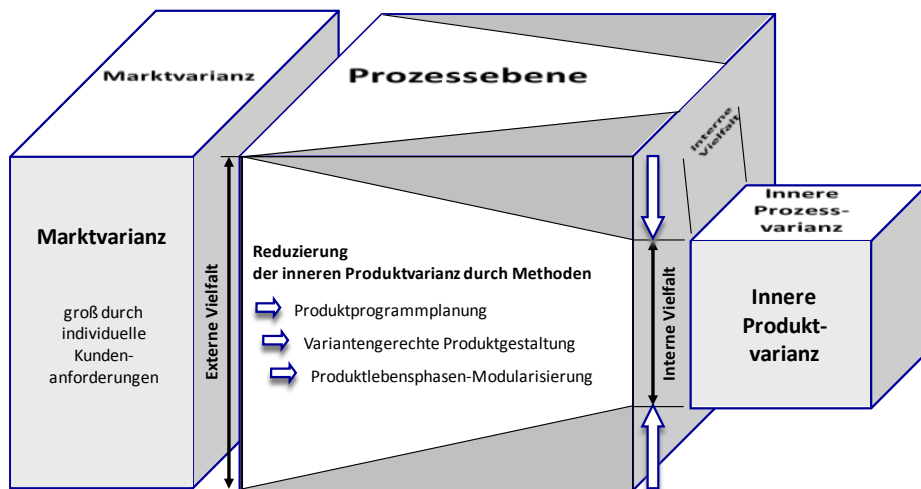 Marktvarianz
Prozessebene
Interne
Vielfalt
Innere
Prozess-
varianz
Marktvarianz
groß durch
individuelle
Kunden-
anforderungen
Externe Vielfalt
Reduzierung
der inneren Produktvarianz durch Methoden
Produktprogrammplanung
Variantengerechte Produktgestaltung
Produktlebensphasen-Modularisierung
Interne Vielfalt
Innere
Produkt-
varianz